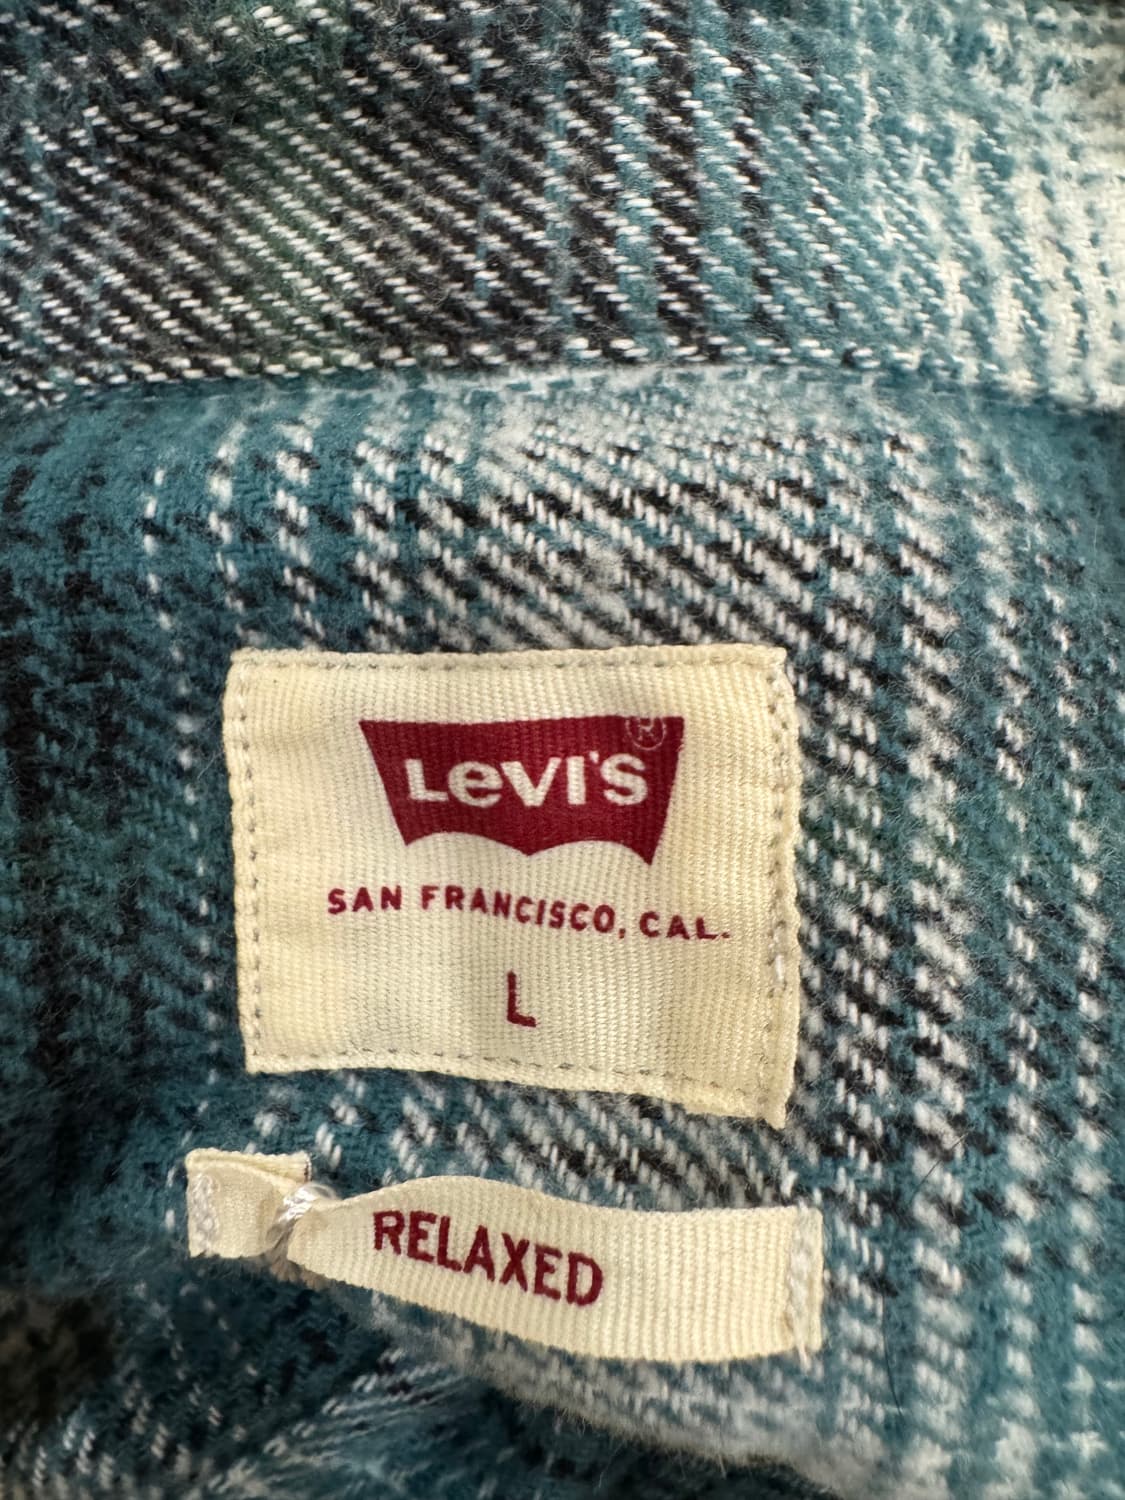 LEVI'S®
SAN FRANCISCO, CAL.
L
RELAXED